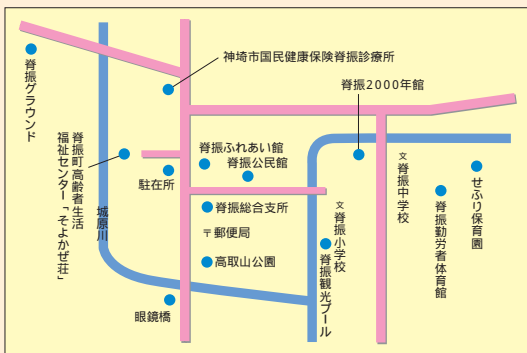 神埼市国民健康保険脊振診療所
脊振2000年館
脊振グラウンド
脊振ふれあい館
脊振公民館
脊振町高齢者生活
福祉センター「そよかぜ荘」
駐在所
城原川
脊振総合支所
〒郵便局
高取山公園
眼鏡橋
文脊振小学校
脊振観光プール
文脊振中学校
脊振勤労者体育館
せふり保育園